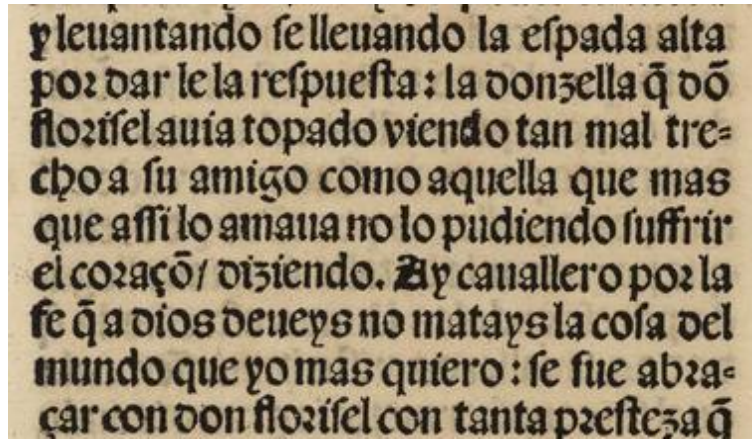 y leuantando se lleuando la espada alta
por dar le la respuesta: la donzella q̃ dõ
florisel auia topado viendo tan mal tre=
cho a su amigo como aquella que mas
que assi lo amaua no lo pudiendo suffrir
el coraçõ/ diziendo. Ay cauallero por la
fe q̃ a dios deueys no matays la cosa del
mundo que yo mas quiero: se fue abra=
çar con don florisel con tanta presteza q̃